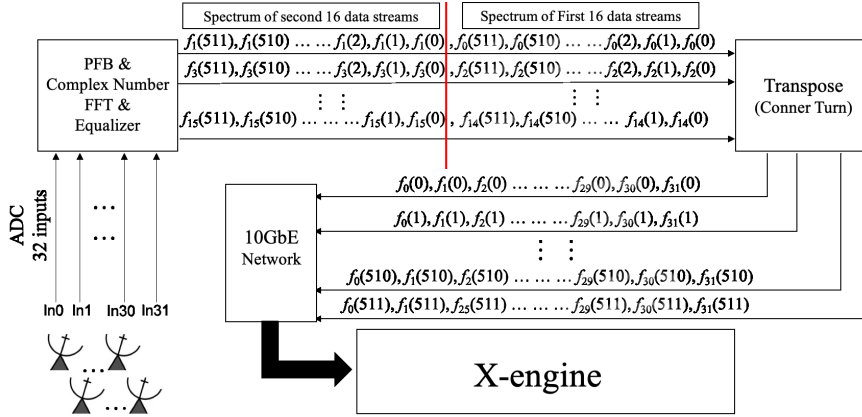 Spectrum of second 16 data streams
Spectrum of First 16 data streams
f₁(511),f₁(510) ... ...f₁(2),f₁(1),f₁(0),f₀(511),f₀(510) ... ...f₀(2),f₀(1),f₀(0)
f₃(511),f₃(510) ... ...f₃(2),f₃(1),f₃(0),f₂(511),f₂(510) ... ...f₂(2),f₂(1),f₂(0)
⋮ ⋮
⋮ ⋮
f₁₅(511),f₁₅(510) ... ... ...f₁₅(1),f₁₅(0) , f₁₄(511),f₁₄(510) ... ... f₁₄(1),f₁₄(0)
PFB &
Complex Number
FFT &
Equalizer
Transpose
(Conner Turn)
f₀(0),f₁(0),f₂(0) ... ... ...f₂₉(0),f₃₀(0),f₃₁(0)
f₀(1),f₁(1),f₂(1) ... ... ...f₂₉(1),f₃₀(1),f₃₁(1)
⋮ ⋮
f₀(510),f₁(510),f₂(510) ... ... ...f₂₉(510),f₃₀(510),f₃₁(510)
f₀(511),f₁(511),f₂₅(511) ... ... ...f₂₉(511),f₃₀(511),f₃₁(511)
10GbE
Network
ADC
32 inputs
...
...
In0 In1 In30 In31
...
...
X-engine